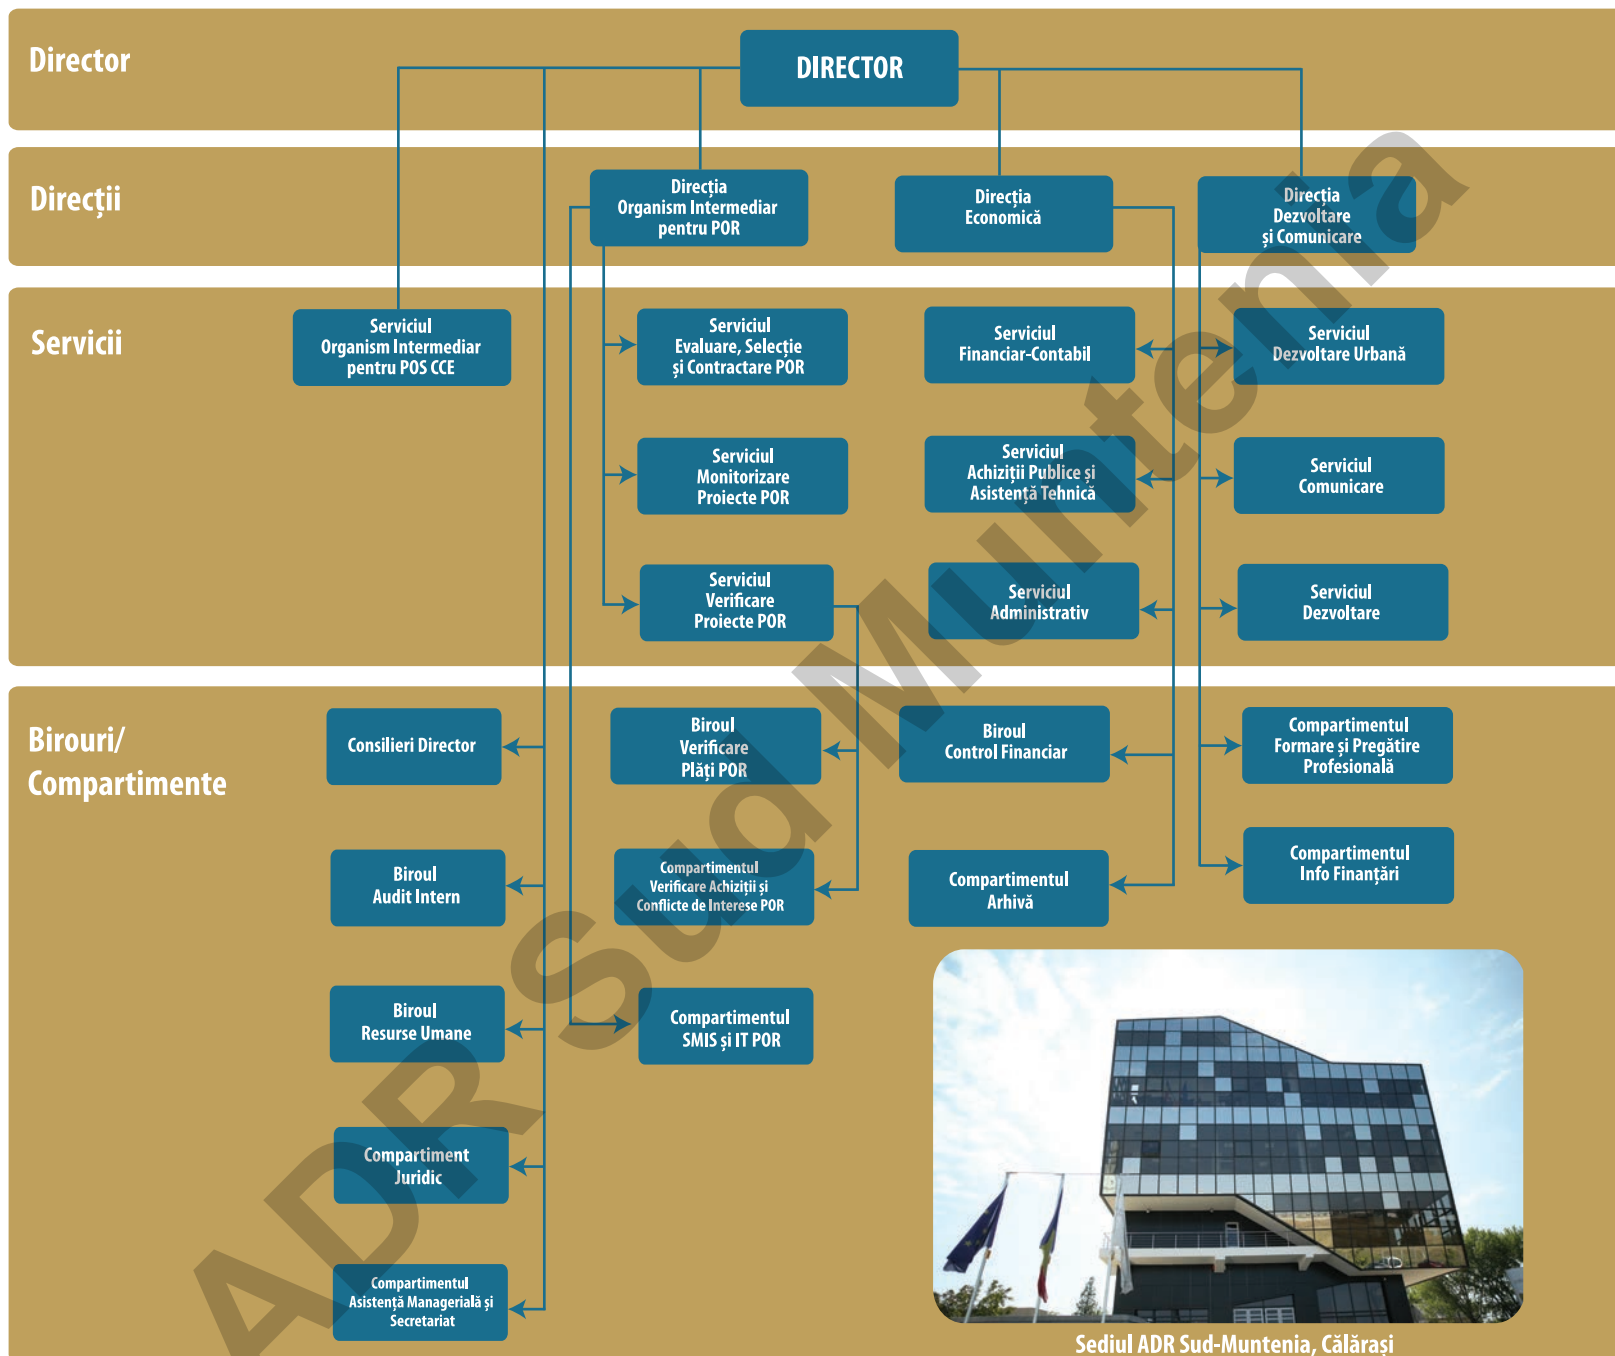 Director
DIRECTOR
Direcții
Direcția
Organism Intermediar
pentru POR
Direcția
Economică
Direcția
Dezvoltare
și Comunicare
Servicii
Serviciul
Organism Intermediar
pentru POS CCE
Serviciul
Evaluare, Selecție
și Contractare POR
Serviciul
Financiar-Contabil
Serviciul
Dezvoltare Urbană
Serviciul
Monitorizare
Proiecte POR
Serviciul
Achiziții Publice și
Asistență Tehnică
Serviciul
Comunicare
Serviciul
Verificare
Proiecte POR
Serviciul
Administrativ
Serviciul
Dezvoltare
Birouri/
Compartimente
Consilieri Director
Biroul
Verificare
Plăți POR
Biroul
Control Financiar
Compartimentul
Formare și Pregătire
Profesională
Biroul
Audit Intern
Compartimentul
Verificare Achiziții și
Conflicte de Interese POR
Compartimentul
Arhivă
Compartimentul
Info Finanțări
Biroul
Resurse Umane
Compartimentul
SMIS și IT POR
Compartiment
Juridic
Compartimentul
Asistență Managerială și
Secretariat
Sediul ADR Sud-Muntenia, Călărași
ADR Sud Muntenia